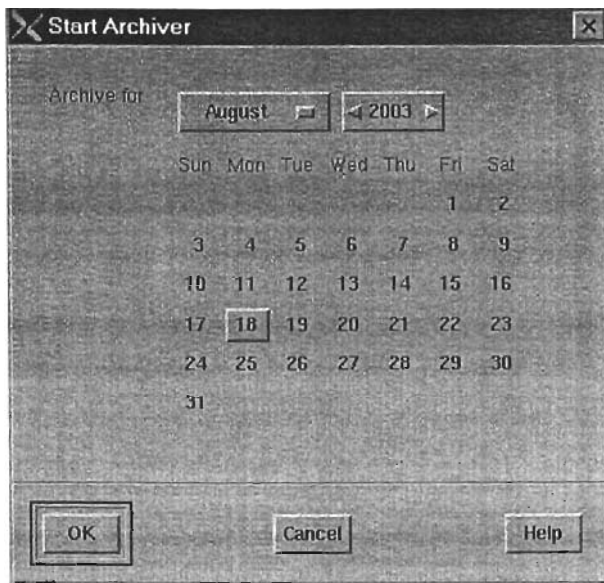 Start Archiver
Archive for August 2003
Sun Mon Tue Wed Thu Fri Sat
1 2
3 4 5 6 7 8 9
10 11 12 13 14 15 16
17 18 19 20 21 22 23
24 25 26 27 28 29 30
31
OK Cancel Help